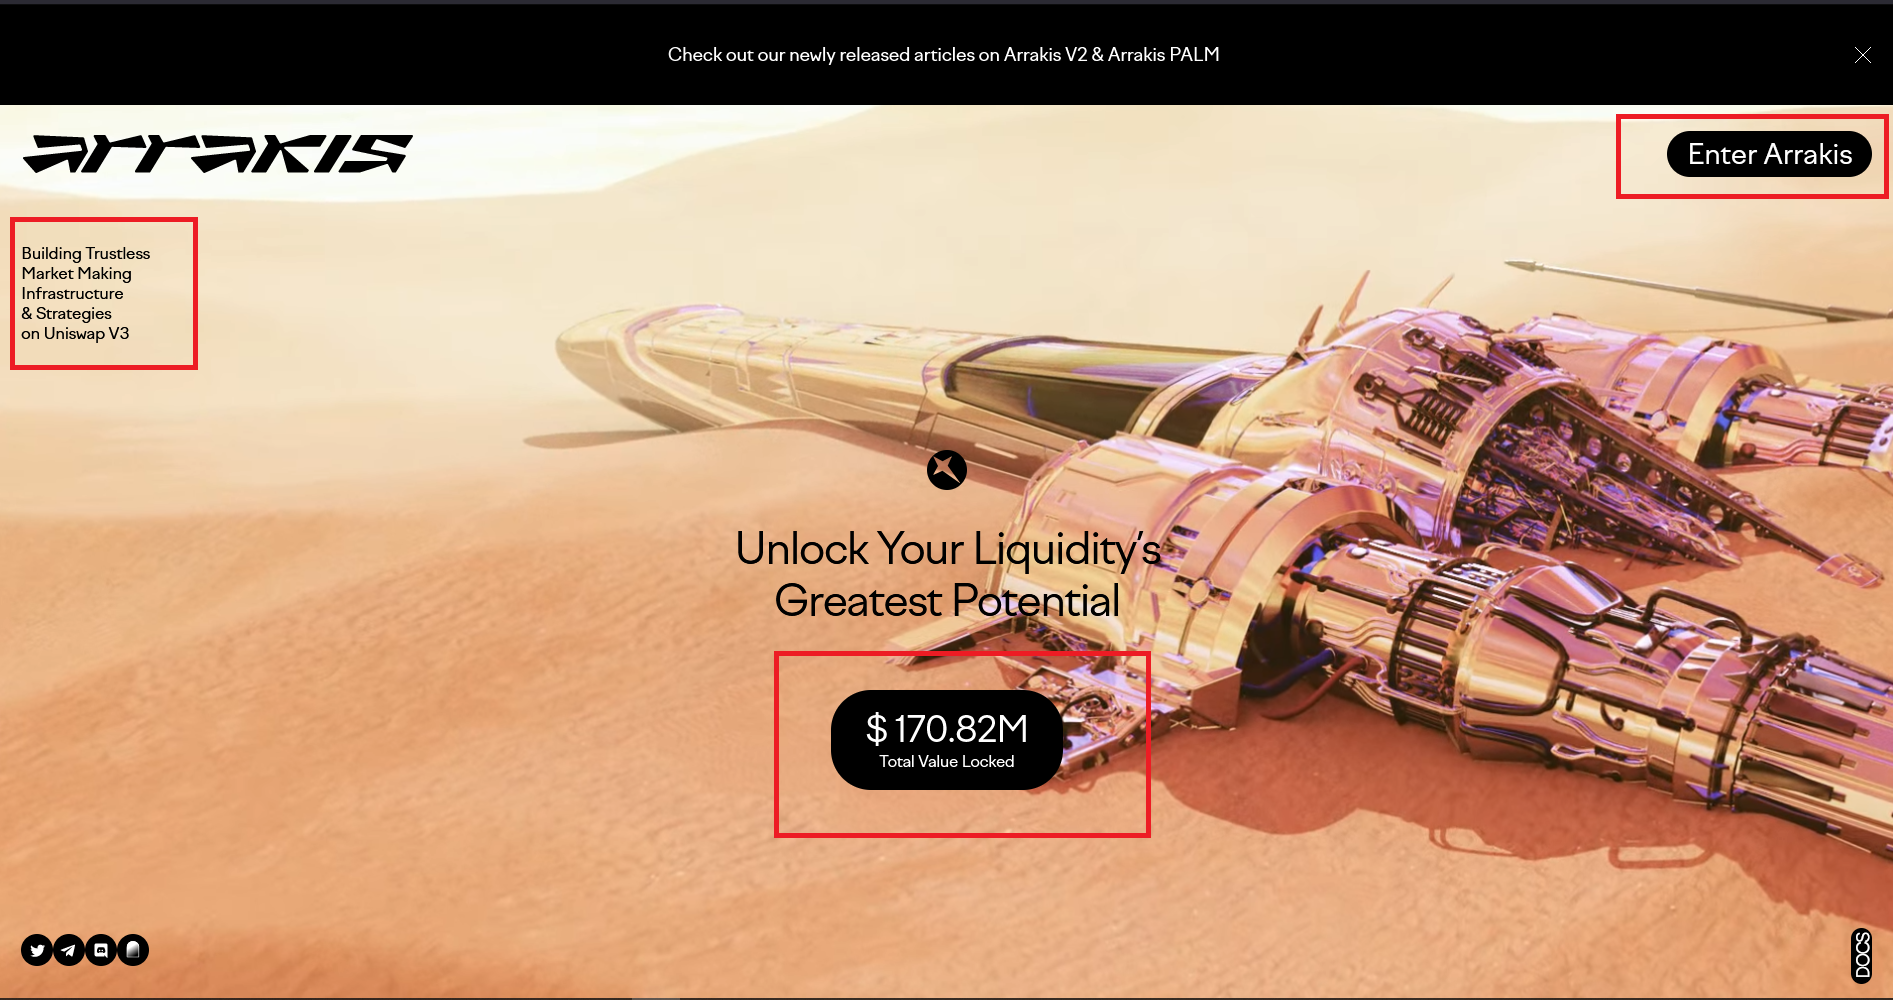 Check out our newly released articles on Arrakis V2 & Arrakis PALM
arrakis
Enter Arrakis
Building Trustless
Market Making
Infrastructure
& Strategies
on Uniswap V3
Unlock Your Liquidity’s
Greatest Potential
$ 170.82M
Total Value Locked
DOCS